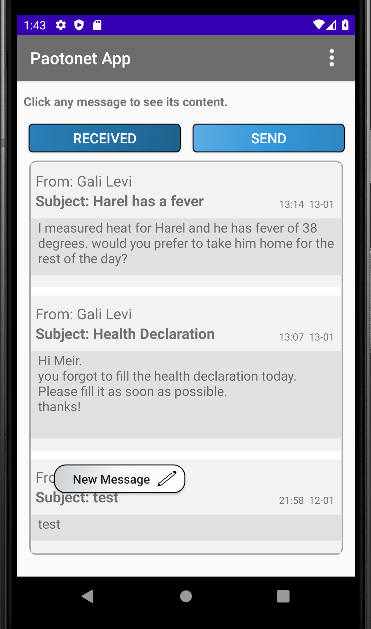 1:43
Paotonet App
Click any message to see its content.
RECEIVED
SEND
From: Gali Levi
Subject: Harel has a fever
13:14 13-01
I measured heat for Harel and he has fever of 38
degrees. would you prefer to take him home for the
rest of the day?
From: Gali Levi
Subject: Health Declaration
13:07 13-01
Hi Meir.
you forgot to fill the health declaration today.
Please fill it as soon as possible.
thanks!
New Message
Subject: test
21:58 12-01
test